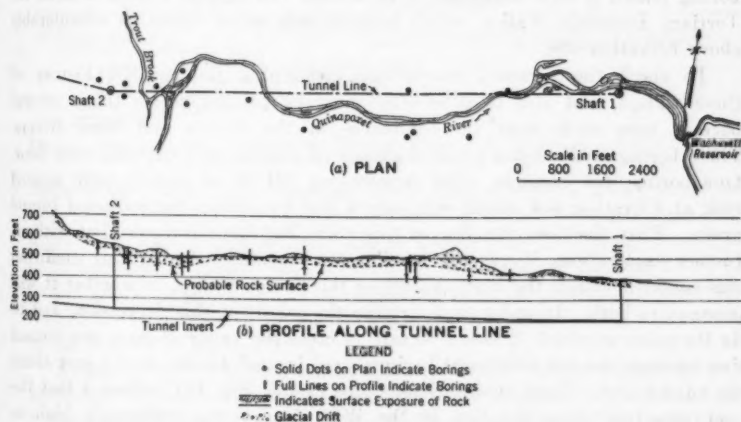 Trout Brook
Shaft 2
Tunnel Line
Quinapoxet River
Shaft 1
Reservoir
(a) PLAN
Scale in Feet
0 800 1600 2400
Elevation in Feet
700
600
500
400
300
200
Shaft 2
Shaft 1
Probable Rock Surface
Tunnel Invert
(b) PROFILE ALONG TUNNEL LINE
LEGEND
Solid Dots on Plan Indicate Borings
Full Lines on Profile Indicate Borings
Indicates Surface Exposure of Rock
Glacial Drift